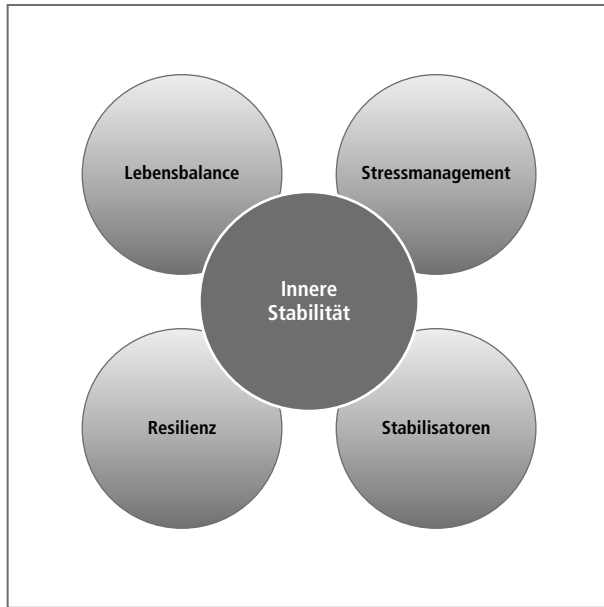 Lebensbalance
Stressmanagement
Innere
Stabilität
Resilienz
Stabilisatoren